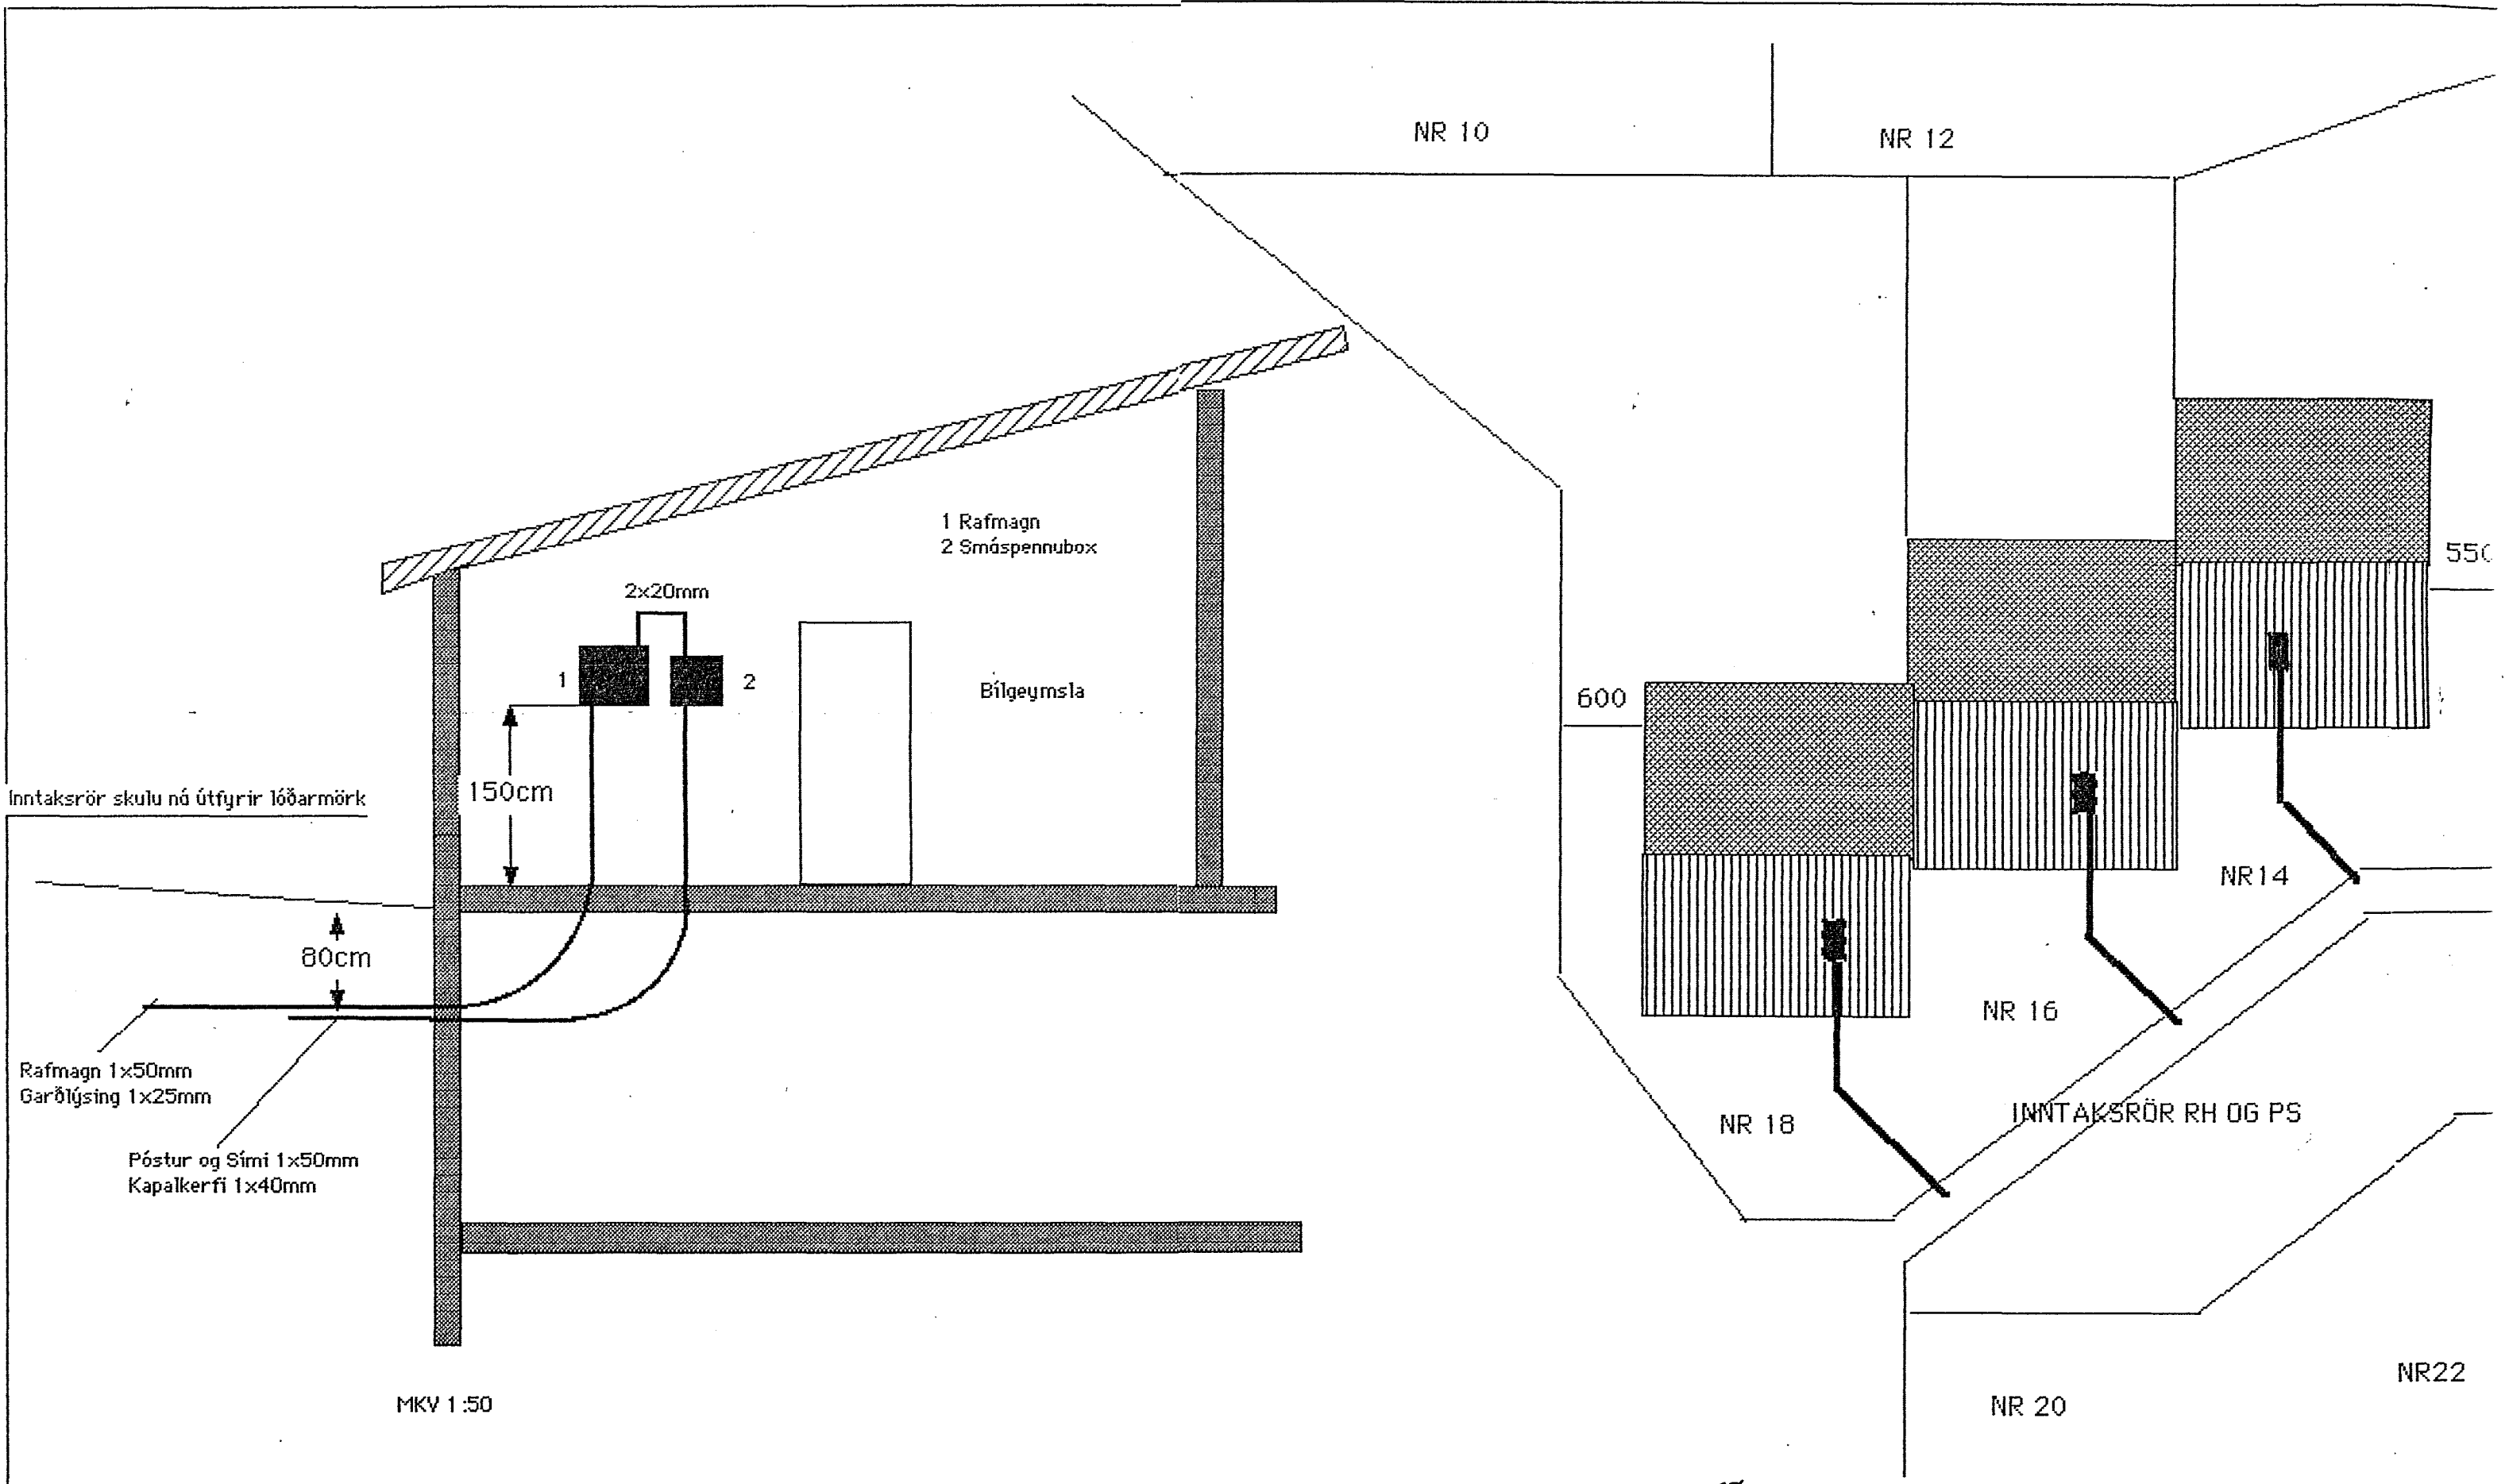 NR 10
NR 12
1 Rafmagn
2 Smáspennubox
2x20mm
1
2
Bílgeymsla
150cm
Inntaksrör skulu ná útfyrir lóðarmörk
80cm
Rafmagn 1x50mm
Garðlýsing 1x25mm
Póstur og Sími 1x50mm
Kapalkerfi 1x40mm
MKV 1:50
550
600
NR14
NR 16
NR 18
INNTAKSRÖR RH OG PS
NR22
NR 20